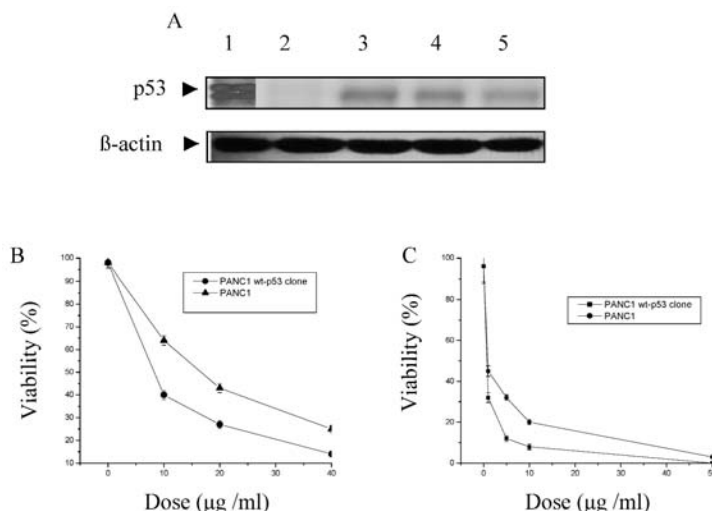 A
1 2 3 4 5
p53
ß-actin
B
100
90
80
70
60
50
40
30
20
10
0 10 20 30 40
Viability (%)
Dose (µg /ml)
PANC1 wt-p53 clone
PANC1
C
100
80
60
40
20
0
0 10 20 30 40 50
Viability (%)
Dose (µg /ml)
PANC1 wt-p53 clone
PANC1